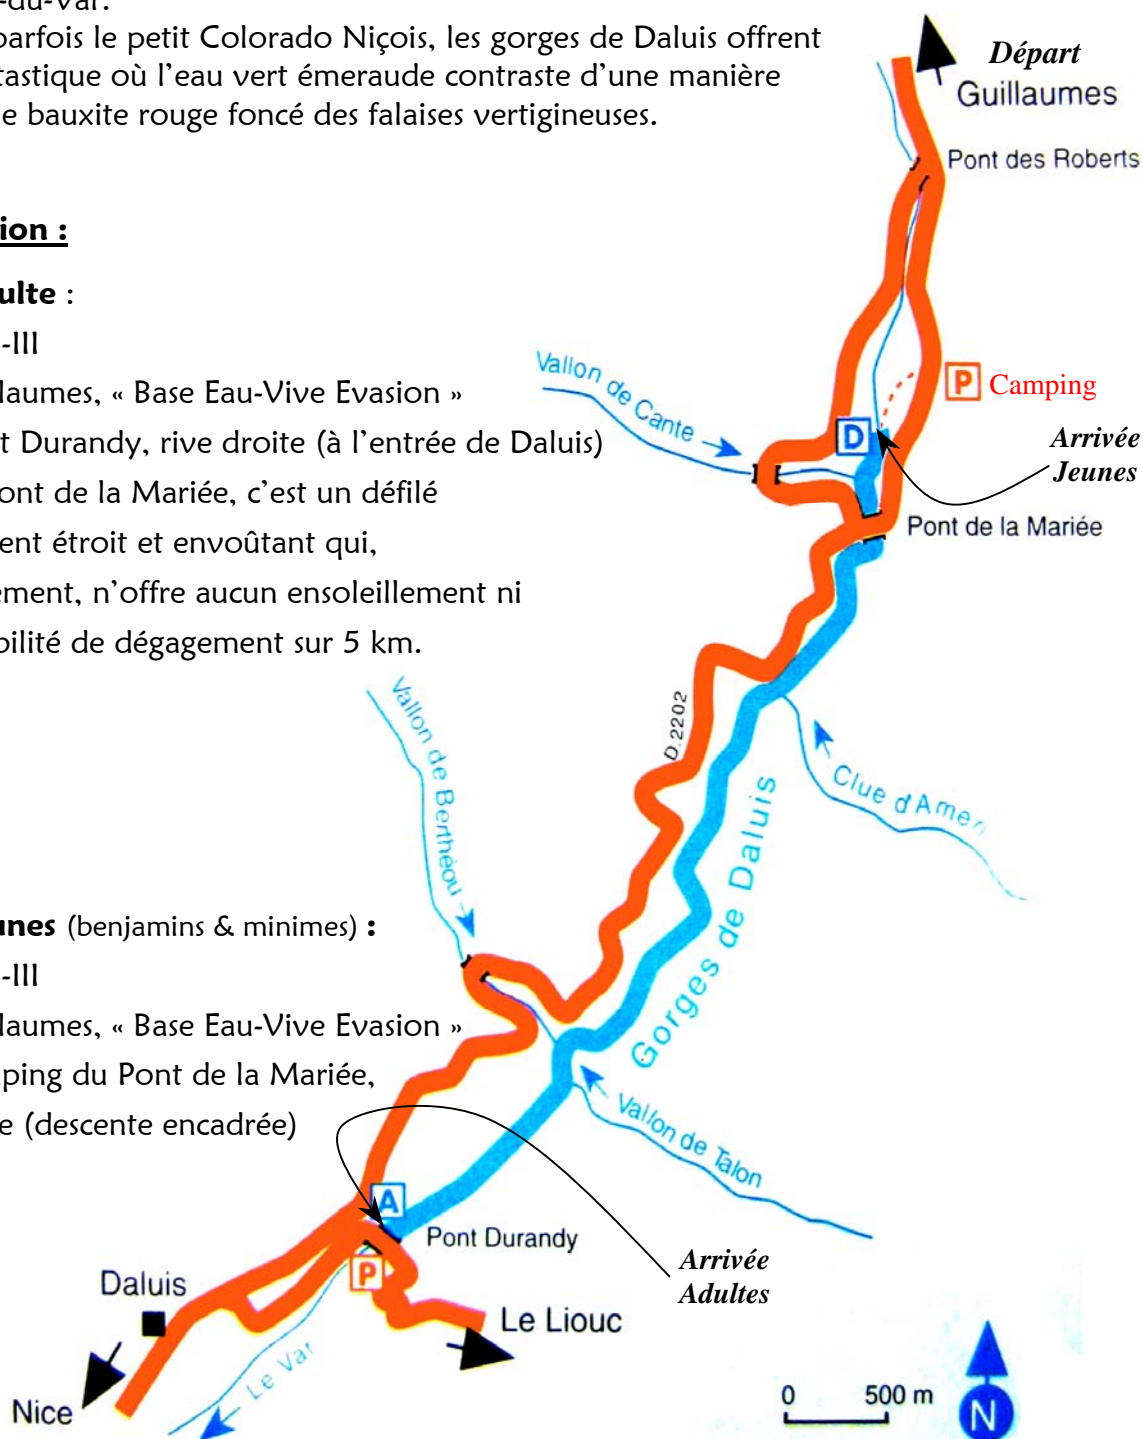 -du-Var.
parfois le petit Colorado Niçois, les gorges de Daluis offrent
tastique où l'eau vert émeraude contraste d'une manière
e bauxite rouge foncé des falaises vertigineuses.
Départ
Guillaumes
Pont des Roberts
ion :
ulte :
-III
laumes, « Base Eau-Vive Evasion »
t Durandy, rive droite (à l'entrée de Daluis)
ont de la Mariée, c'est un défilé
ent étroit et envoûtant qui,
ement, n'offre aucun ensoleillement ni
bilité de dégagement sur 5 km.
Vallon de Cante
P Camping
D
Arrivée
Jeunes
Pont de la Mariée
D.2202
Vallon de Berthéou
Clue d'Amen
Gorges de Daluis
unes (benjamins & minimes) :
-III
laumes, « Base Eau-Vive Evasion »
ping du Pont de la Mariée,
e (descente encadrée)
Vallon de Talon
A
Pont Durandy
P
Arrivée
Adultes
Daluis
Le Liouc
Le Var
Nice
0 500 m
N